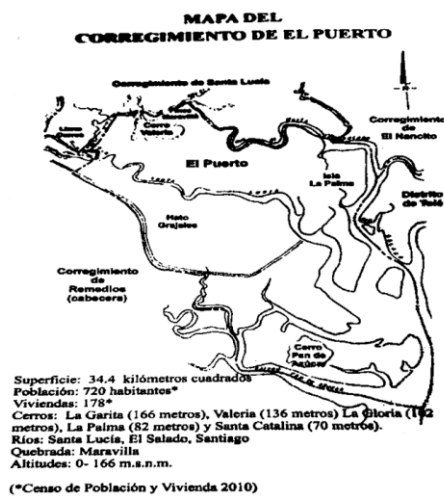 MAPA DEL
CORREGIMIENTO DE EL PUERTO
Corregimiento de Santa Lucía
Maravilla
Cerro
Valeria
Corregimiento
de
El Nancito
El Puerto
Isla
La Palma
Distrito
de Tolé
Hato
Grajales
Corregimiento
de
Remedios
(cabecera)
Cerro
Pan de
Azúcar
Superficie: 34.4 kilómetros cuadrados
Población: 720 habitantes*
Viviendas: 178*
Cerros: La Garita (166 metros), Valeria (136 metros) La Gloria
metros), La Palma (82 metros) y Santa Catalina (70 metros).
Ríos: Santa Lucía, El Salado, Santiago
Quebrada: Maravilla
Altitudes: 0- 166 m.s.n.m.
(*Censo de Población y Vivienda 2010)